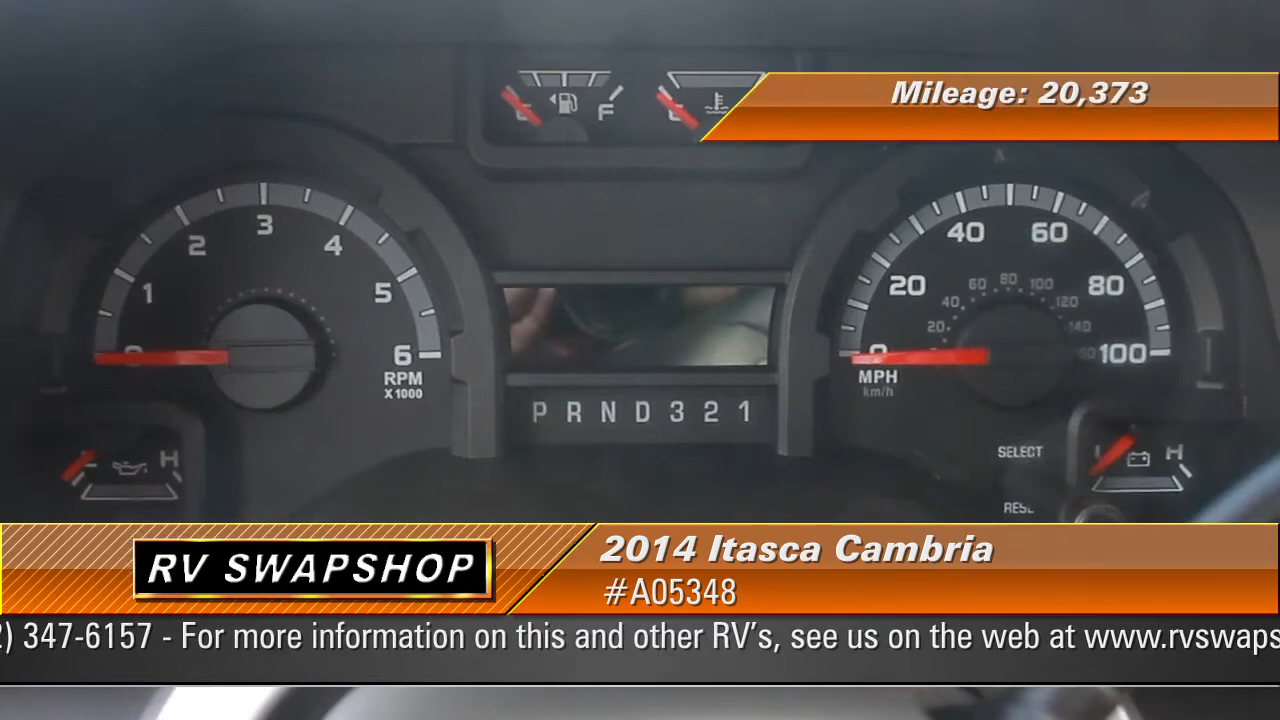 Mileage: 20,373
F
1 2 3 4 5 6
RPM
X1000
P R N D 3 2 1
0 20 40 60 80 100
20 40 60 80 100 120 140
MPH
km/h
H
SELECT
H
RV SWAPSHOP
2014 Itasca Cambria
#A05348
2) 347-6157 - For more information on this and other RV's, see us on the web at www.rvswaps